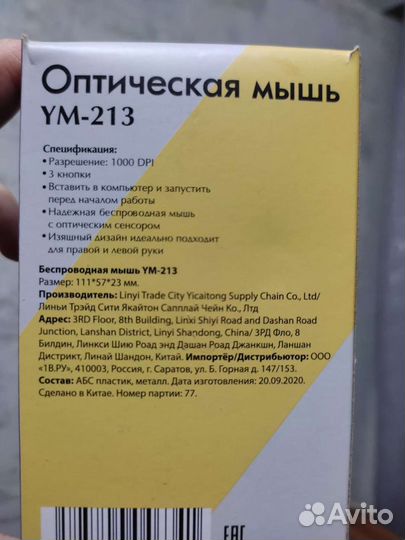 Оптическая мышь
YM-213
Спецификация:
• Разрешение: 1000 DPI
• 3 кнопки
• Вставить в компьютер и запустить
перед началом работы
• Надежная беспроводная мышь
с оптическим сенсором
• Изящный дизайн идеально подходит
для правой и левой руки
Беспроводная мышь YM-213
Размер: 111*57*23 мм.
Производитель: Linyi Trade City Yicaitong Supply Chain Co., Ltd/
Линьи Трэйд Сити Якайтон Сапплай Чейн Ко., Лтд
Адрес: 3RD Floor, 8th Building, Linxi Shiyi Road and Dashan Road
Junction, Lanshan District, Linyi Shandong, China/ 3РД Фло, 8
Билдин, Линкси Шию Роад энд Дашан Роад Джанкшн, Ланшан
Дистрикт, Линай Шандон, Китай. Импортёр/Дистрибьютор: ООО
«1В.РУ», 410003, Россия, г. Саратов, ул. Б. Горная д. 147/153.
Состав: АБС пластик, металл. Дата изготовления: 20.09.2020.
Сделано в Китае. Номер партии: 77.
EAC
Avito